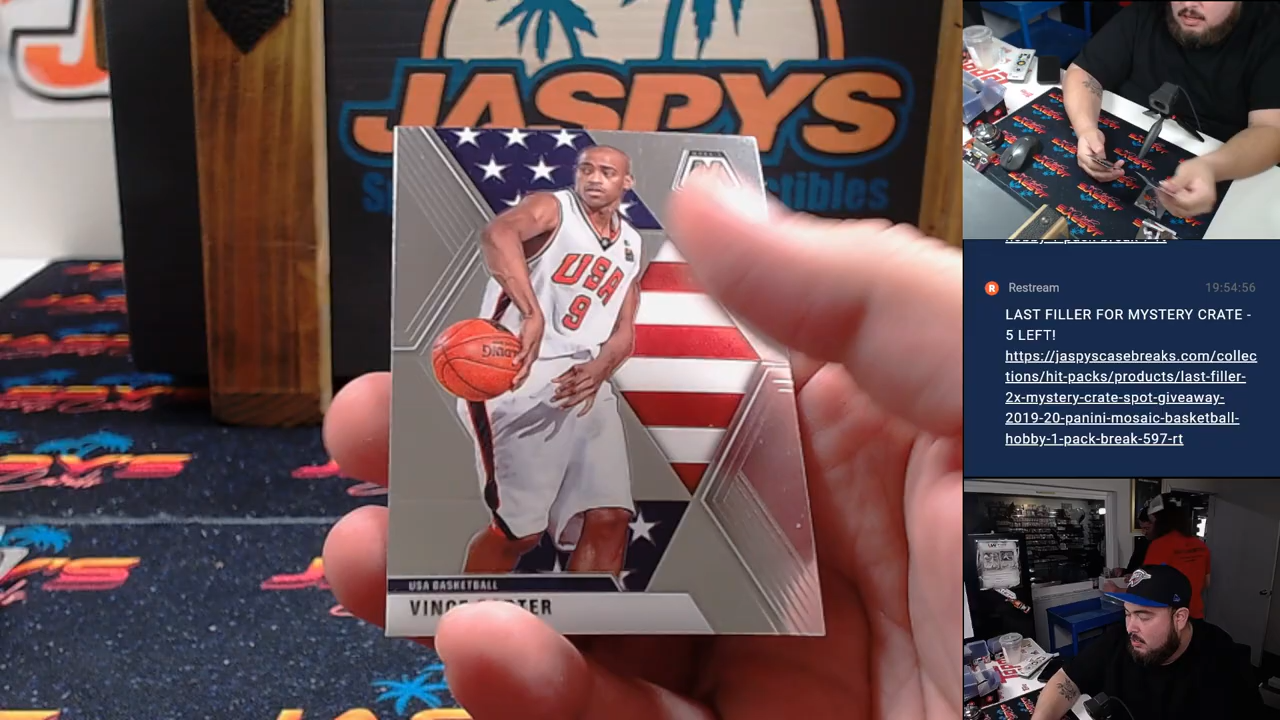 JASPYS
USA
9
USA BASKETBALL
Restream
19:54:56
LAST FILLER FOR MYSTERY CRATE -
5 LEFT!
https://jaspyscasebreaks.com/collec
tions/hit-packs/products/last-filler-
2x-mystery-crate-spot-giveaway-
2019-20-panini-mosaic-basketball-
hobby-1-pack-break-597-rt